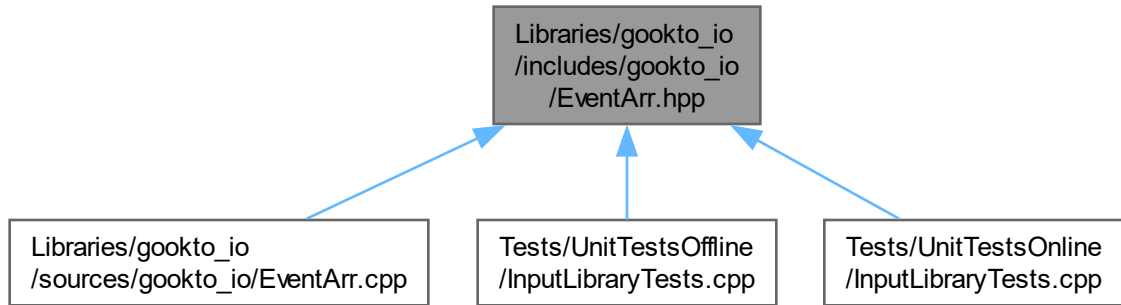 Libraries/gookto_io
/includes/gookto_io
/EventArr.hpp
Libraries/gookto_io
/sources/gookto_io/EventArr.cpp
Tests/UnitTestsOffline
/InputLibraryTests.cpp
Tests/UnitTestsOnline
/InputLibraryTests.cpp